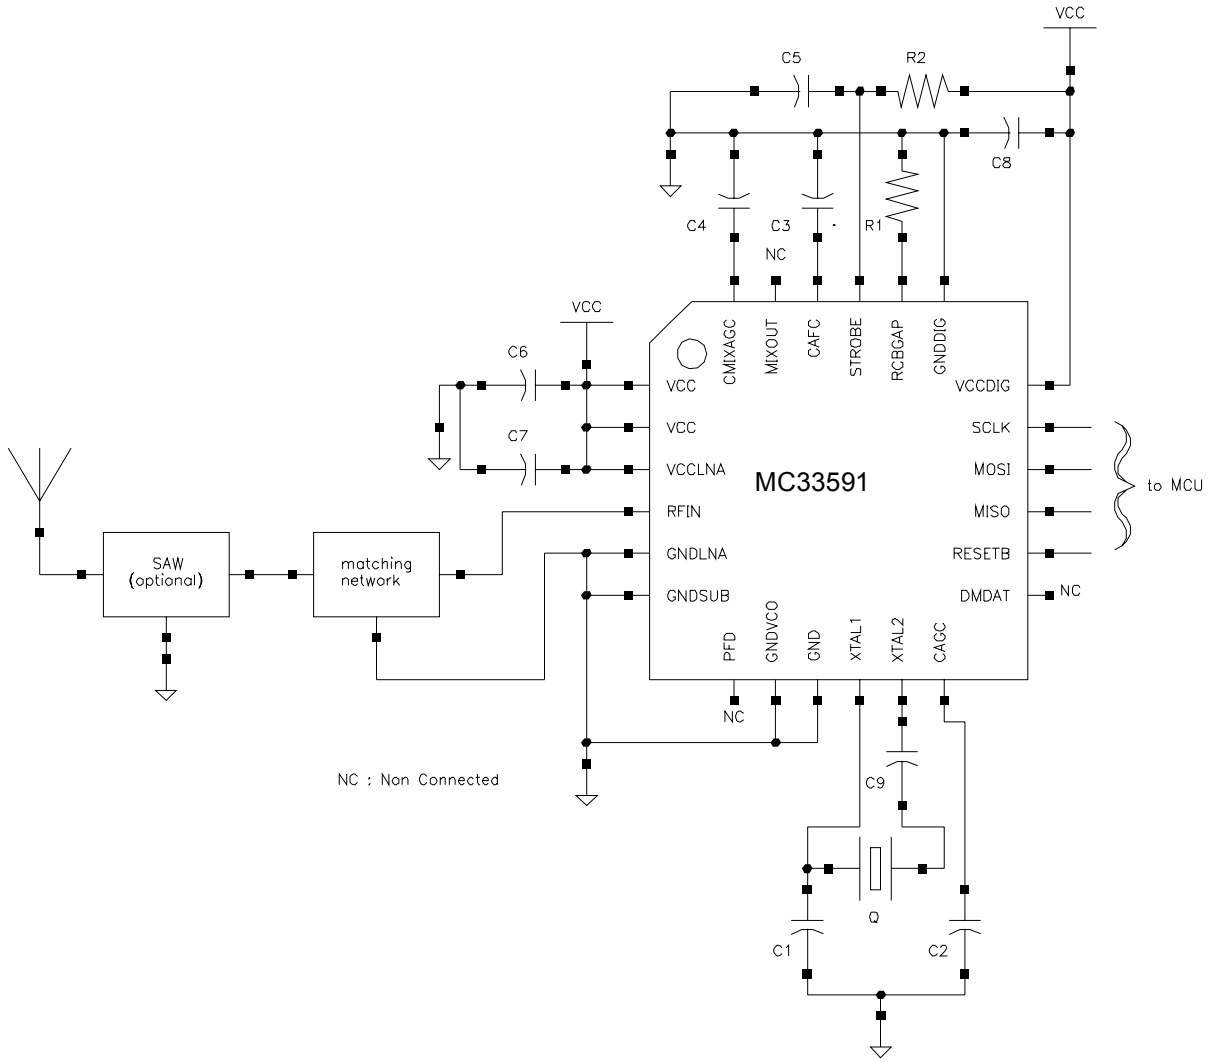 VCC
C5
R2
C8
C4
C3
R1
NC
VCC
CMIXAGC
MIXOUT
CAFC
STROBE
RCBGAP
GNDDIG
C6
VCC
VCCDIG
VCC
SCLK
C7
VCCLNA
MC33591
MOSI
to MCU
RFIN
MISO
GNDLNA
RESETB
SAW
(optional)
matching
network
GNDSUB
DMDAT
NC
PFD
GNDVCO
GND
XTAL1
XTAL2
CAGC
NC
NC : Non Connected
C9
Q
C1
C2